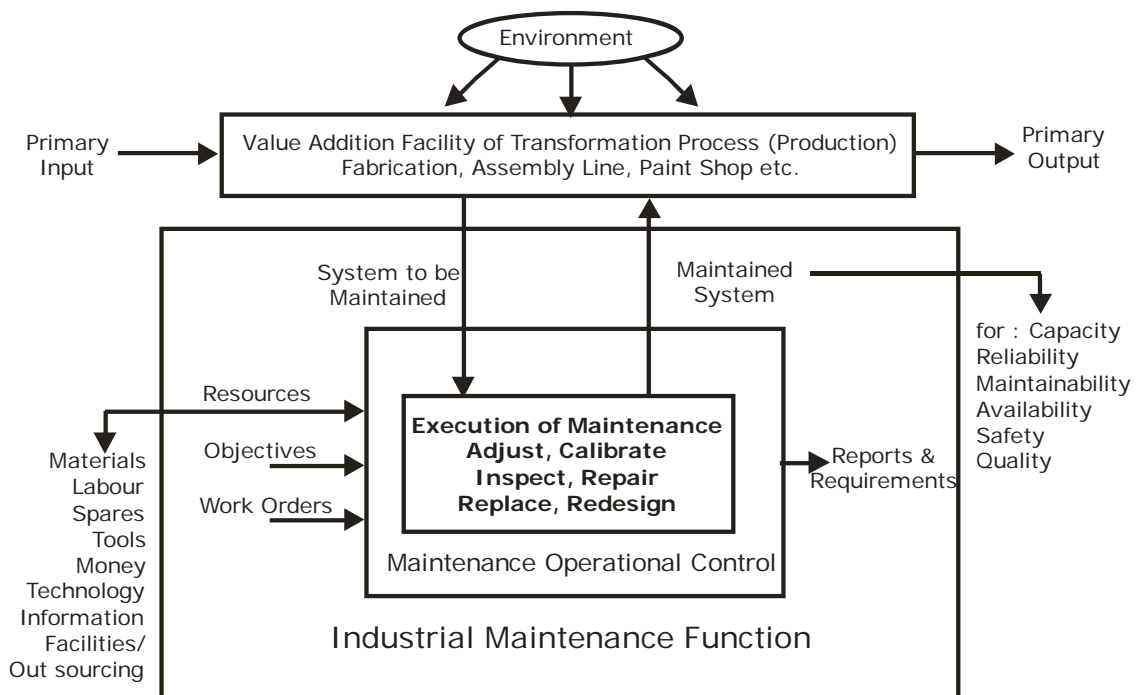 Environment
Primary
Input
Value Addition Facility of Transformation Process (Production)
Fabrication, Assembly Line, Paint Shop etc.
Primary
Output
System to be
Maintained
Maintained
System
for : Capacity
Reliability
Maintainability
Availability
Safety
Quality
Resources
Objectives
Work Orders
Materials
Labour
Spares
Tools
Money
Technology
Information
Facilities/
Out sourcing
Execution of Maintenance
Adjust, Calibrate
Inspect, Repair
Replace, Redesign
Maintenance Operational Control
Reports &
Requirements
Industrial Maintenance Function